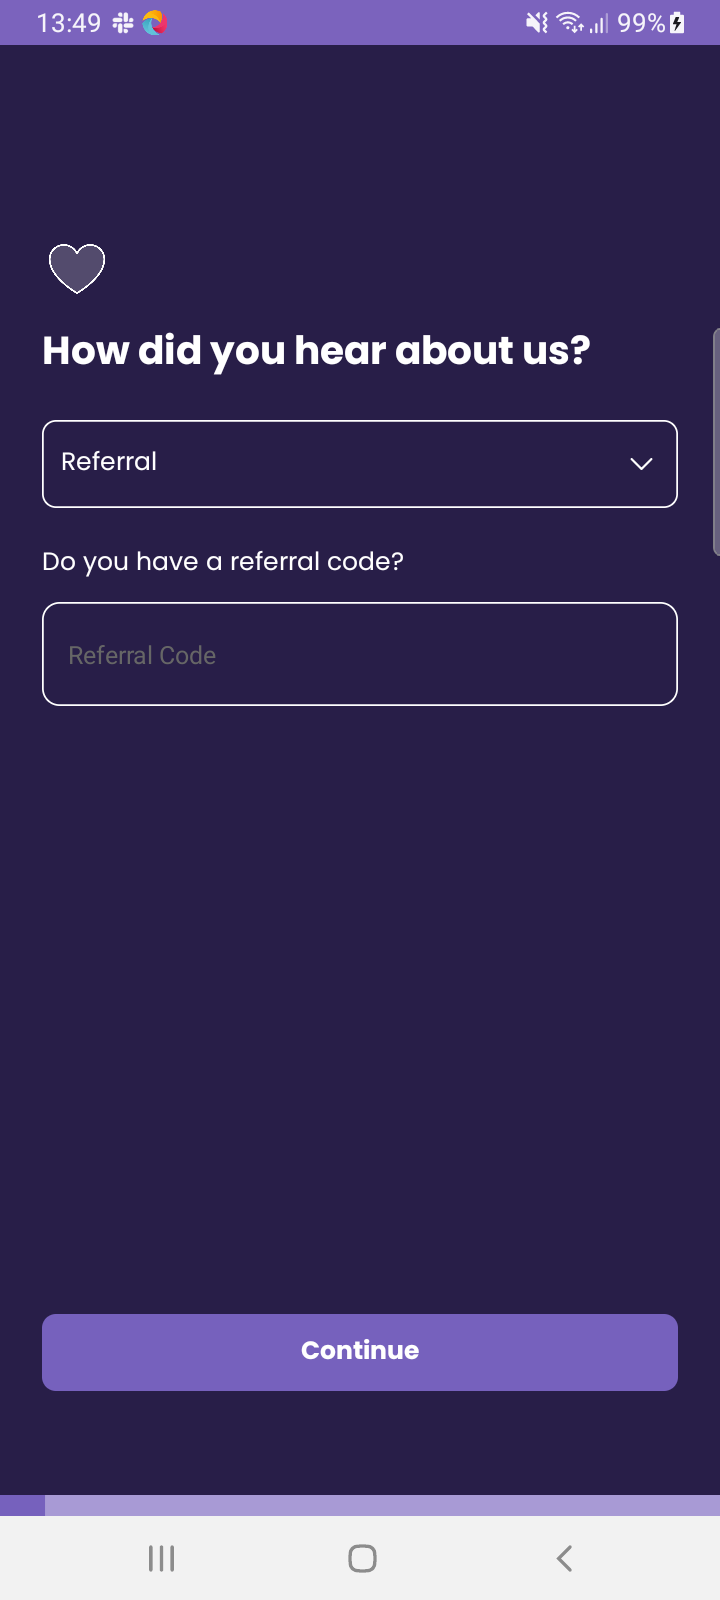 13:49 99%
How did you hear about us?
Referral
Do you have a referral code?
Referral Code
Continue